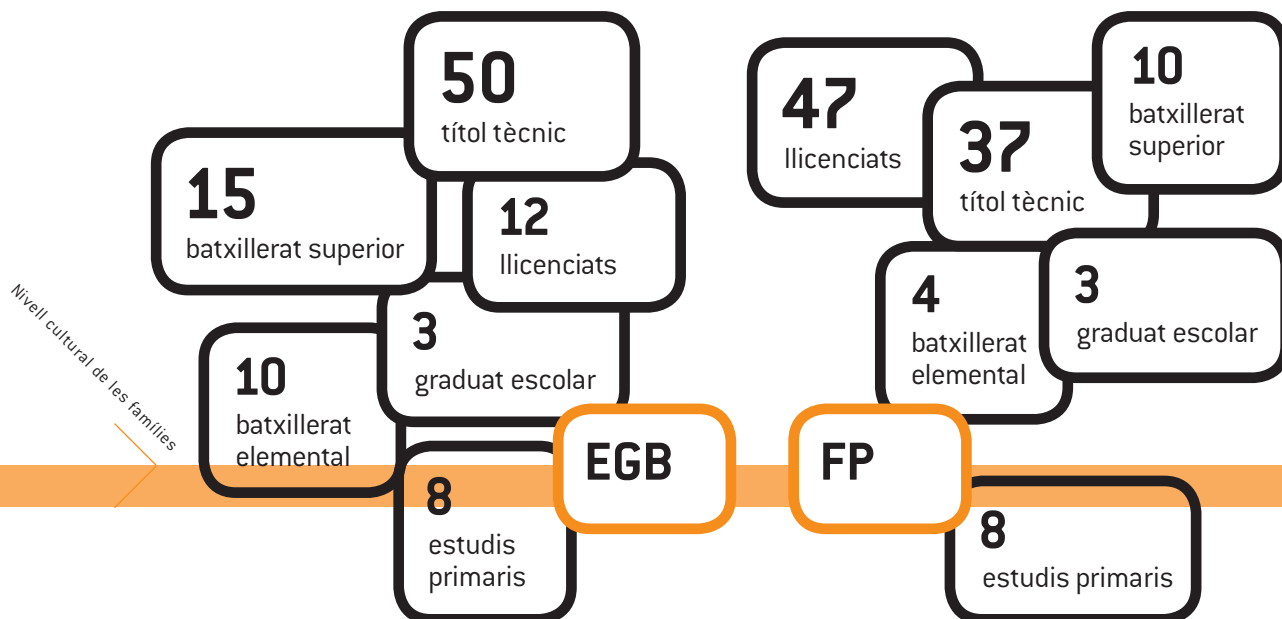 Nivell cultural de les famílies
50
títol tècnic
15
batxillerat superior
12
llicenciats
3
graduat escolar
10
batxillerat
elemental
8
estudis
primaris
EGB
47
llicenciats
37
títol tècnic
10
batxillerat
superior
4
batxillerat
elemental
3
graduat escolar
FP
8
estudis primaris